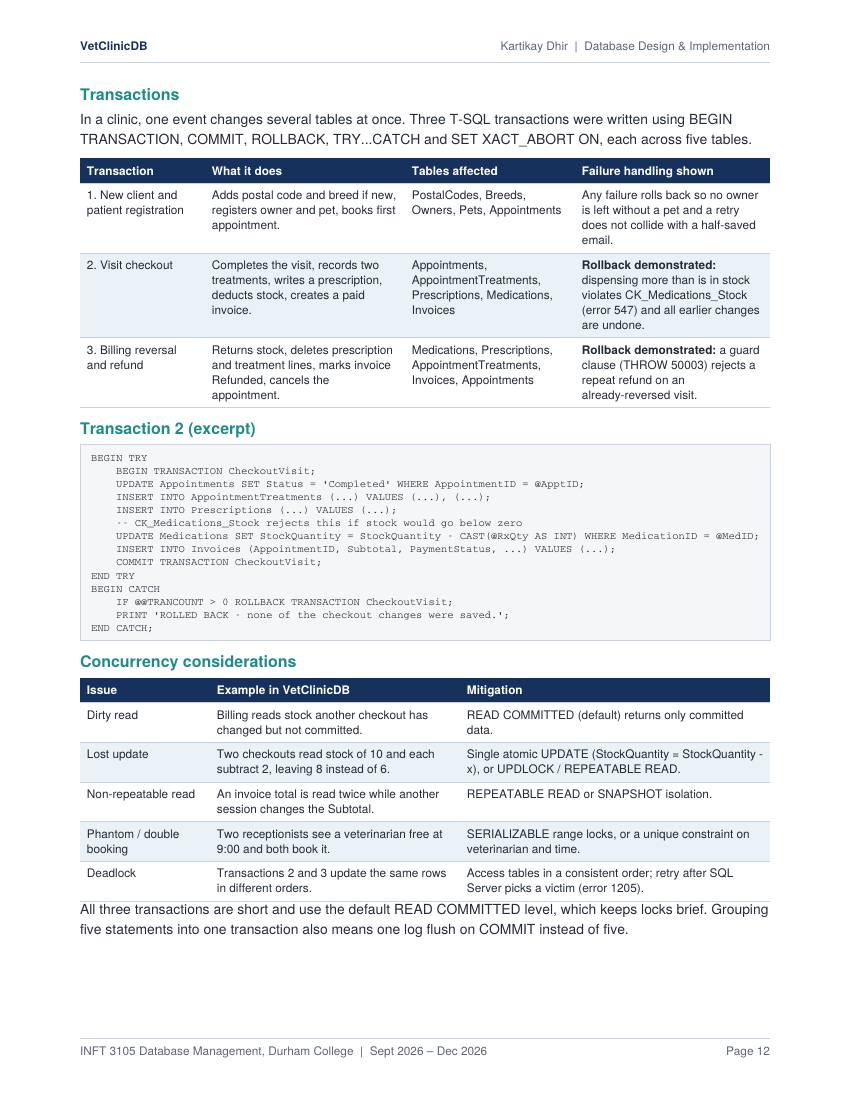 VetClinicDB
Kartikay Dhir | Database Design & Implementation
Transactions
In a clinic, one event changes several tables at once. Three T-SQL transactions were written using BEGIN
TRANSACTION, COMMIT, ROLLBACK, TRY...CATCH and SET XACT_ABORT ON, each across five tables.
Transaction
What it does
Tables affected
Failure handling shown
1. New client and
patient registration
Adds postal code and breed if new,
registers owner and pet, books first
appointment.
PostalCodes, Breeds,
Owners, Pets, Appointments
Any failure rolls back so no owner
is left without a pet and a retry
does not collide with a half-saved
email.
2. Visit checkout
Completes the visit, records two
treatments, writes a prescription,
deducts stock, creates a paid
invoice.
Appointments,
AppointmentTreatments,
Prescriptions, Medications,
Invoices
Rollback demonstrated:
dispensing more than is in stock
violates CK_Medications_Stock
(error 547) and all earlier changes
are undone.
3. Billing reversal
and refund
Returns stock, deletes prescription
and treatment lines, marks invoice
Refunded, cancels the
appointment.
Medications, Prescriptions,
AppointmentTreatments,
Invoices, Appointments
Rollback demonstrated: a guard
clause (THROW 50003) rejects a
repeat refund on an
already-reversed visit.
Transaction 2 (excerpt)
BEGIN TRY
    BEGIN TRANSACTION CheckoutVisit;
    UPDATE Appointments SET Status = 'Completed' WHERE AppointmentID = @ApptID;
    INSERT INTO AppointmentTreatments (...) VALUES (...), (...);
    INSERT INTO Prescriptions (...) VALUES (...);
    -- CK_Medications_Stock rejects this if stock would go below zero
    UPDATE Medications SET StockQuantity = StockQuantity - CAST(@RxQty AS INT) WHERE MedicationID = @MedID;
    INSERT INTO Invoices (AppointmentID, Subtotal, PaymentStatus, ...) VALUES (...);
    COMMIT TRANSACTION CheckoutVisit;
END TRY
BEGIN CATCH
    IF @@TRANCOUNT > 0 ROLLBACK TRANSACTION CheckoutVisit;
    PRINT 'ROLLED BACK - none of the checkout changes were saved.';
END CATCH;
Concurrency considerations
Issue
Example in VetClinicDB
Mitigation
Dirty read
Billing reads stock another checkout has
changed but not committed.
READ COMMITTED (default) returns only committed
data.
Lost update
Two checkouts read stock of 10 and each
subtract 2, leaving 8 instead of 6.
Single atomic UPDATE (StockQuantity = StockQuantity -
x), or UPDLOCK / REPEATABLE READ.
Non-repeatable read
An invoice total is read twice while another
session changes the Subtotal.
REPEATABLE READ or SNAPSHOT isolation.
Phantom / double
booking
Two receptionists see a veterinarian free at
9:00 and both book it.
SERIALIZABLE range locks, or a unique constraint on
veterinarian and time.
Deadlock
Transactions 2 and 3 update the same rows
in different orders.
Access tables in a consistent order; retry after SQL
Server picks a victim (error 1205).
All three transactions are short and use the default READ COMMITTED level, which keeps locks brief. Grouping
five statements into one transaction also means one log flush on COMMIT instead of five.
INFT 3105 Database Management, Durham College | Sept 2026 – Dec 2026
Page 12